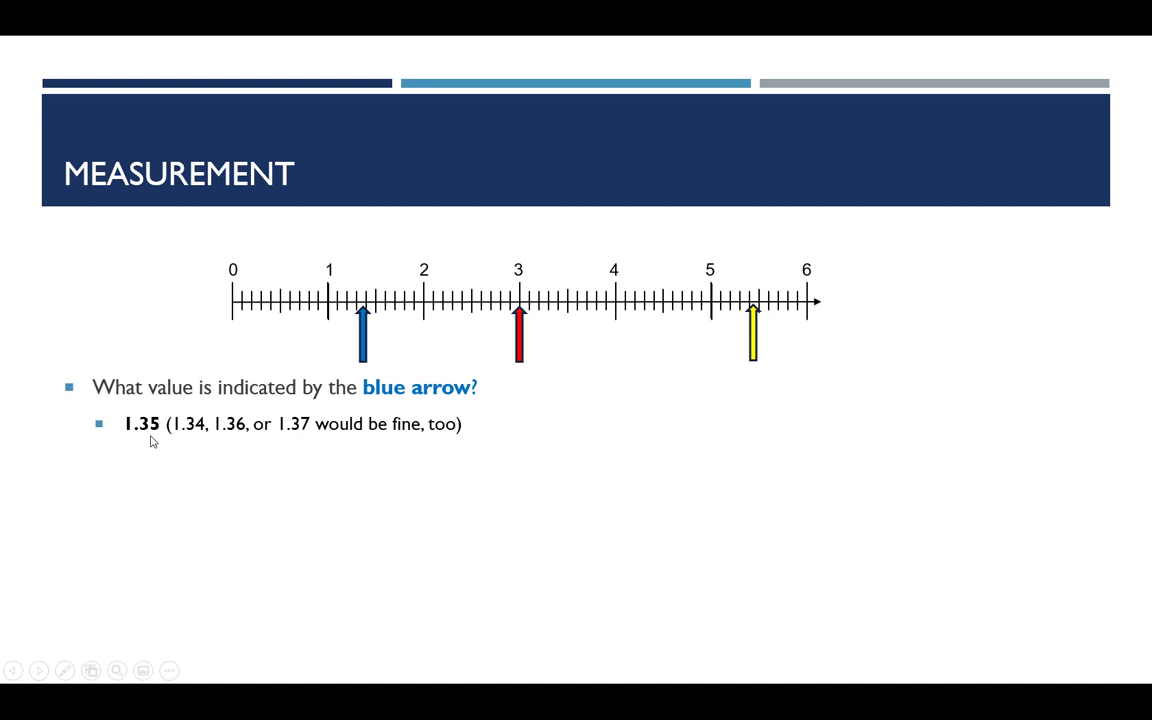 MEASUREMENT
0 1 2 3 4 5 6
What value is indicated by the blue arrow?
1.35 (1.34, 1.36, or 1.37 would be fine, too)